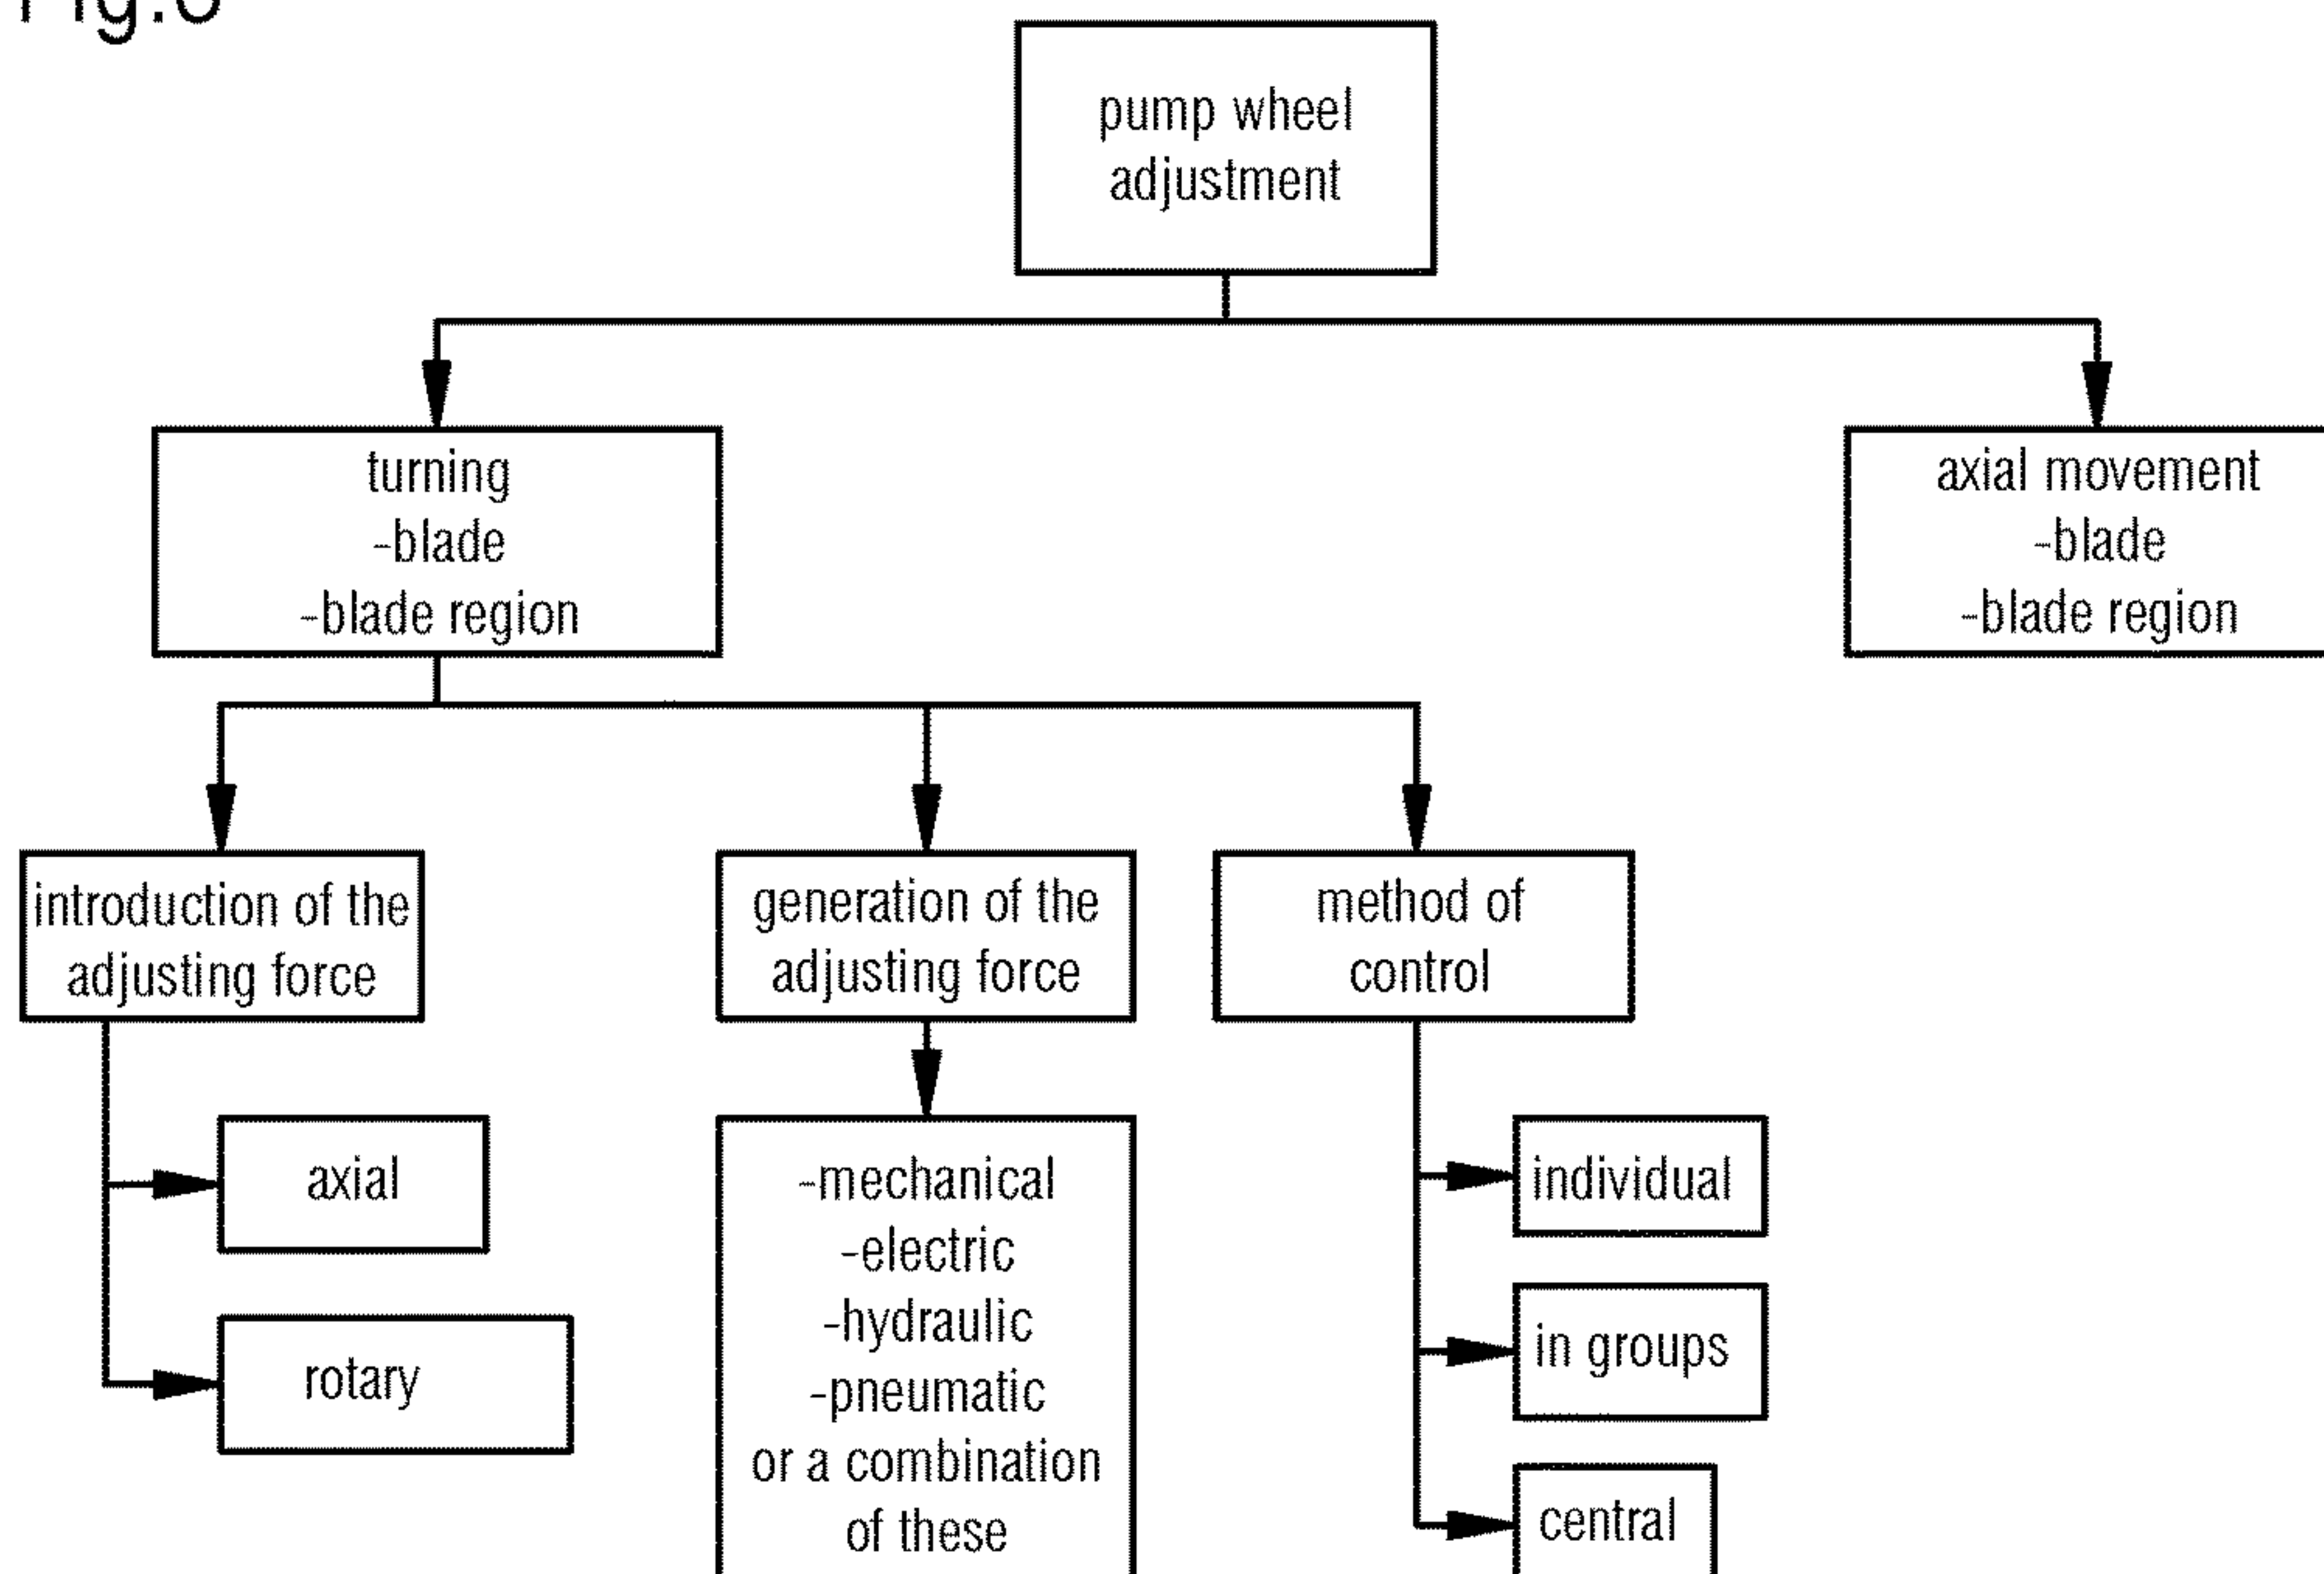 pump wheel
adjustment
turning
-blade
-blade region
axial movement
-blade
-blade region
introduction of the
adjusting force
generation of the
adjusting force
method of
control
axial
rotary
-mechanical
-electric
-hydraulic
-pneumatic
or a combination
of these
individual
in groups
central